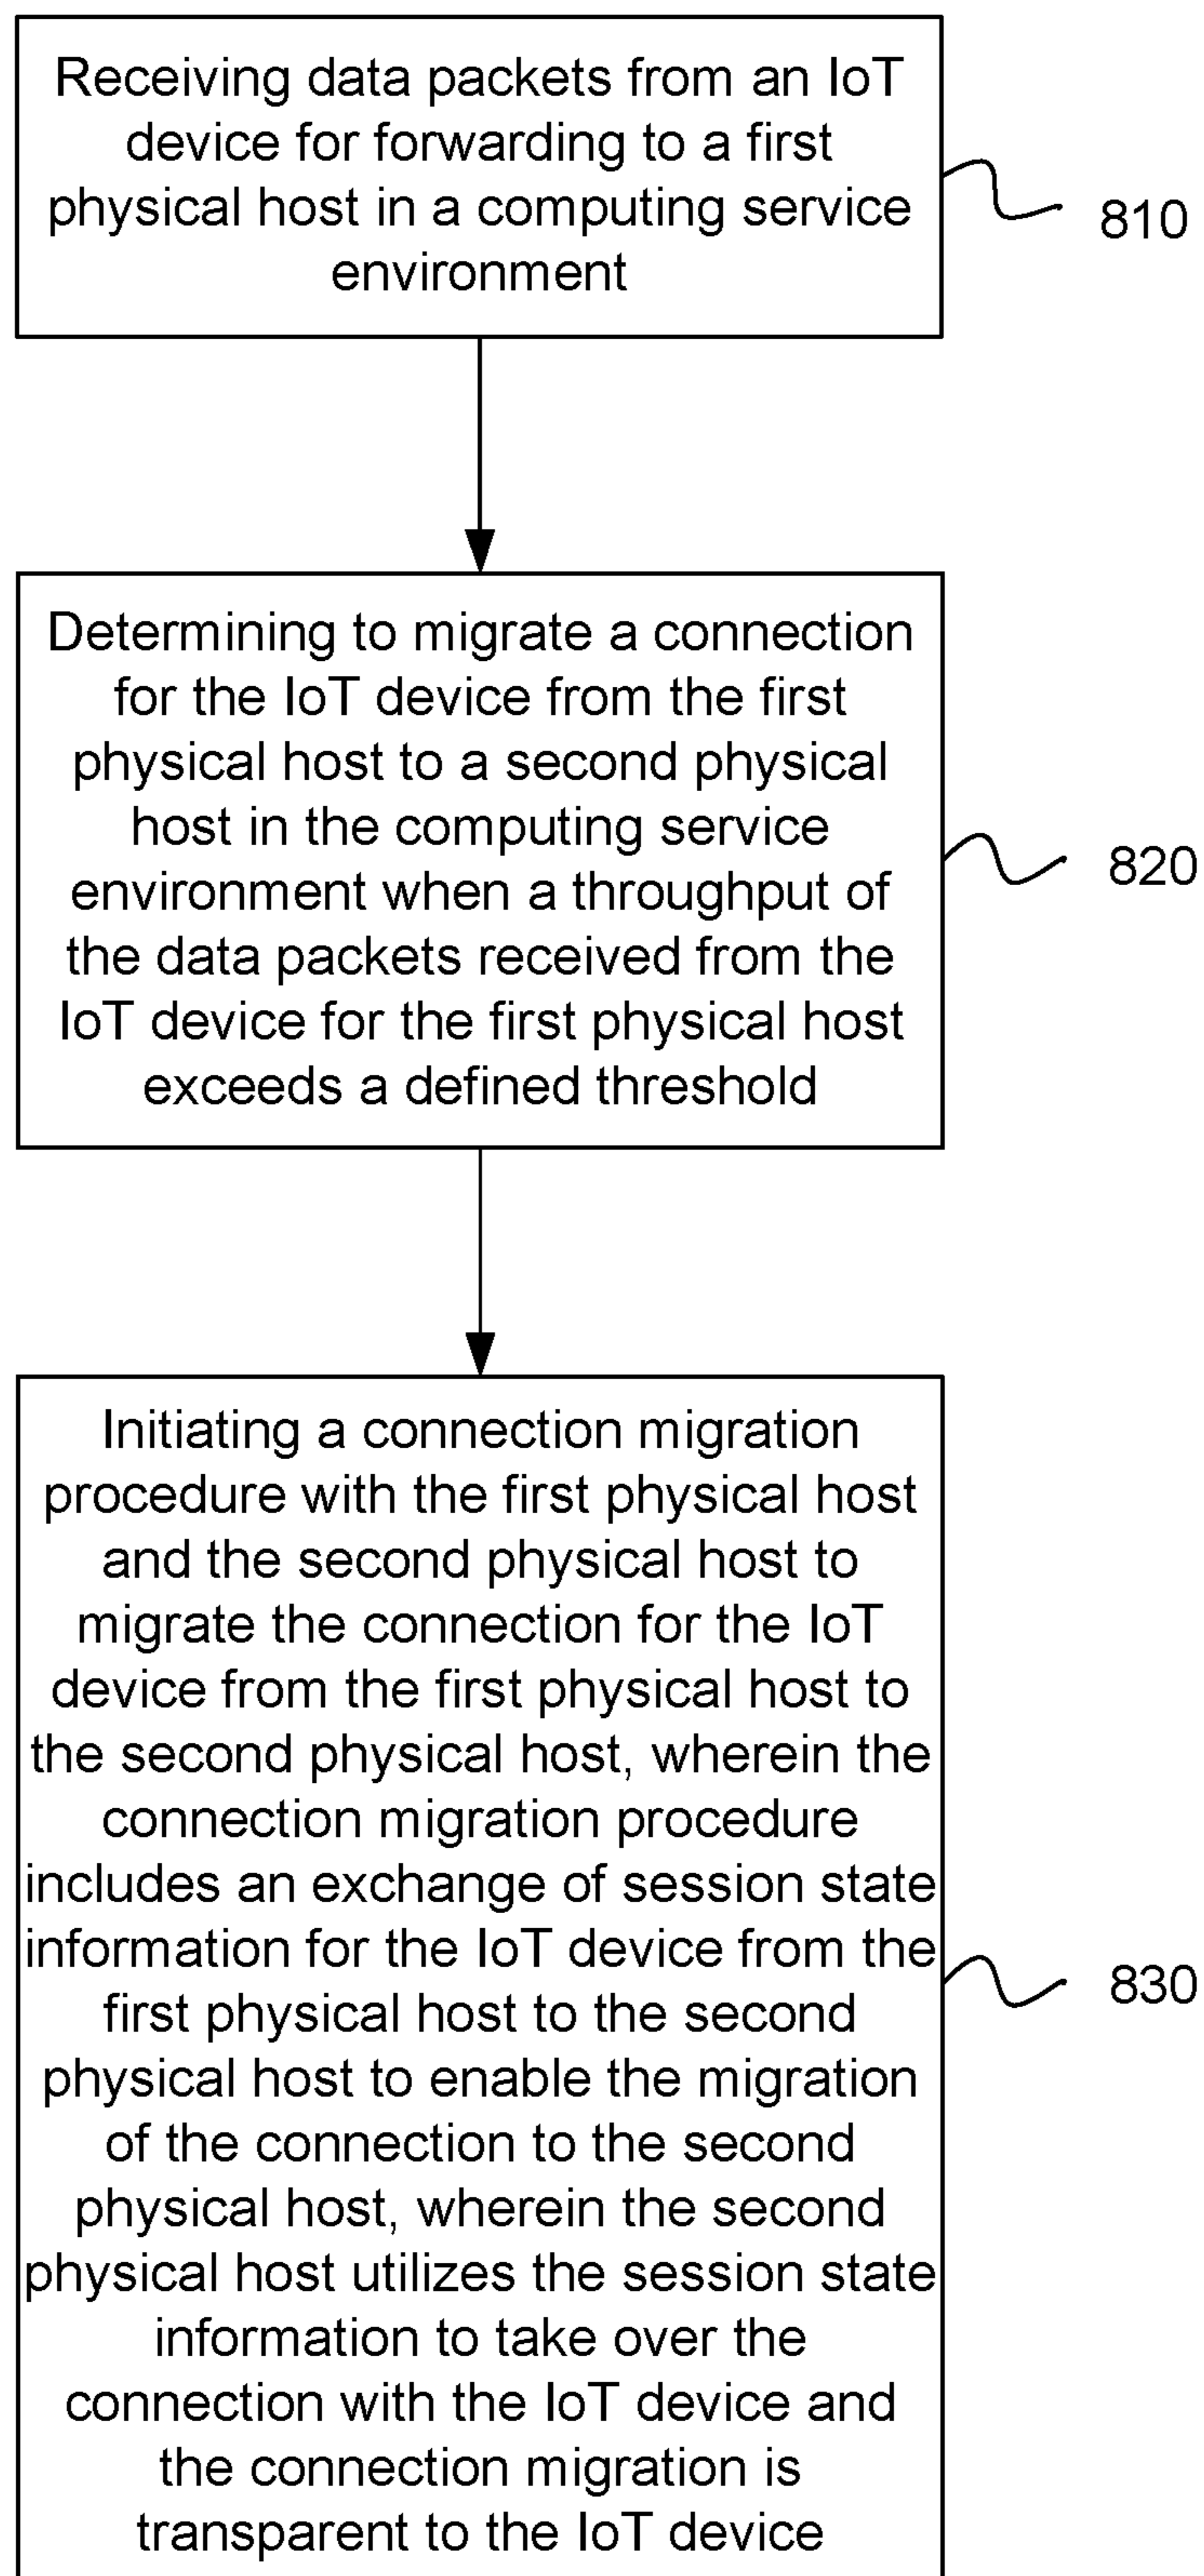 Receiving data packets from an IoT
device for forwarding to a first
physical host in a computing service
environment
810
Determining to migrate a connection
for the IoT device from the first
physical host to a second physical
host in the computing service
environment when a throughput of
the data packets received from the
IoT device for the first physical host
exceeds a defined threshold
820
Initiating a connection migration
procedure with the first physical host
and the second physical host to
migrate the connection for the IoT
device from the first physical host to
the second physical host, wherein the
connection migration procedure
includes an exchange of session state
information for the IoT device from the
first physical host to the second
physical host to enable the migration
of the connection to the second
physical host, wherein the second
physical host utilizes the session state
information to take over the
connection with the IoT device and
the connection migration is
transparent to the IoT device
830